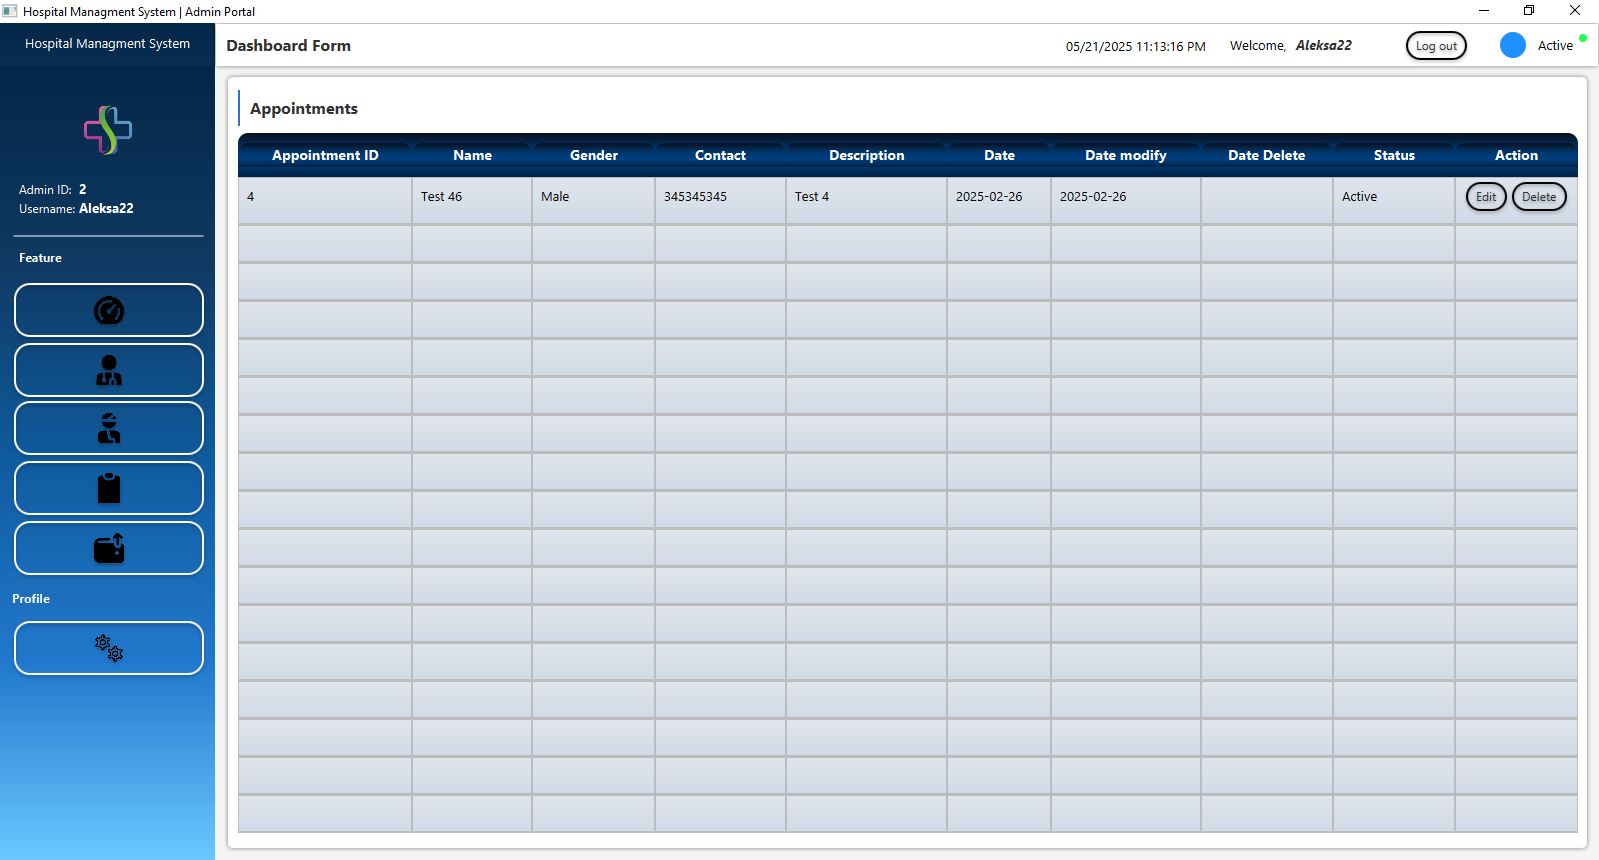 Hospital Management System | Admin Portal
Hospital Managment System
Dashboard Form
05/21/2025 11:13:16 PM
Welcome, Aleksa22
Log out
Active
Admin ID: 2
Username: Aleksa22
Feature
Profile
Appointments
Appointment ID Name Gender Contact Description Date Date modify Date Delete Status Action
4 Test 46 Male 345345345 Test 4 2025-02-26 2025-02-26 Active Edit Delete